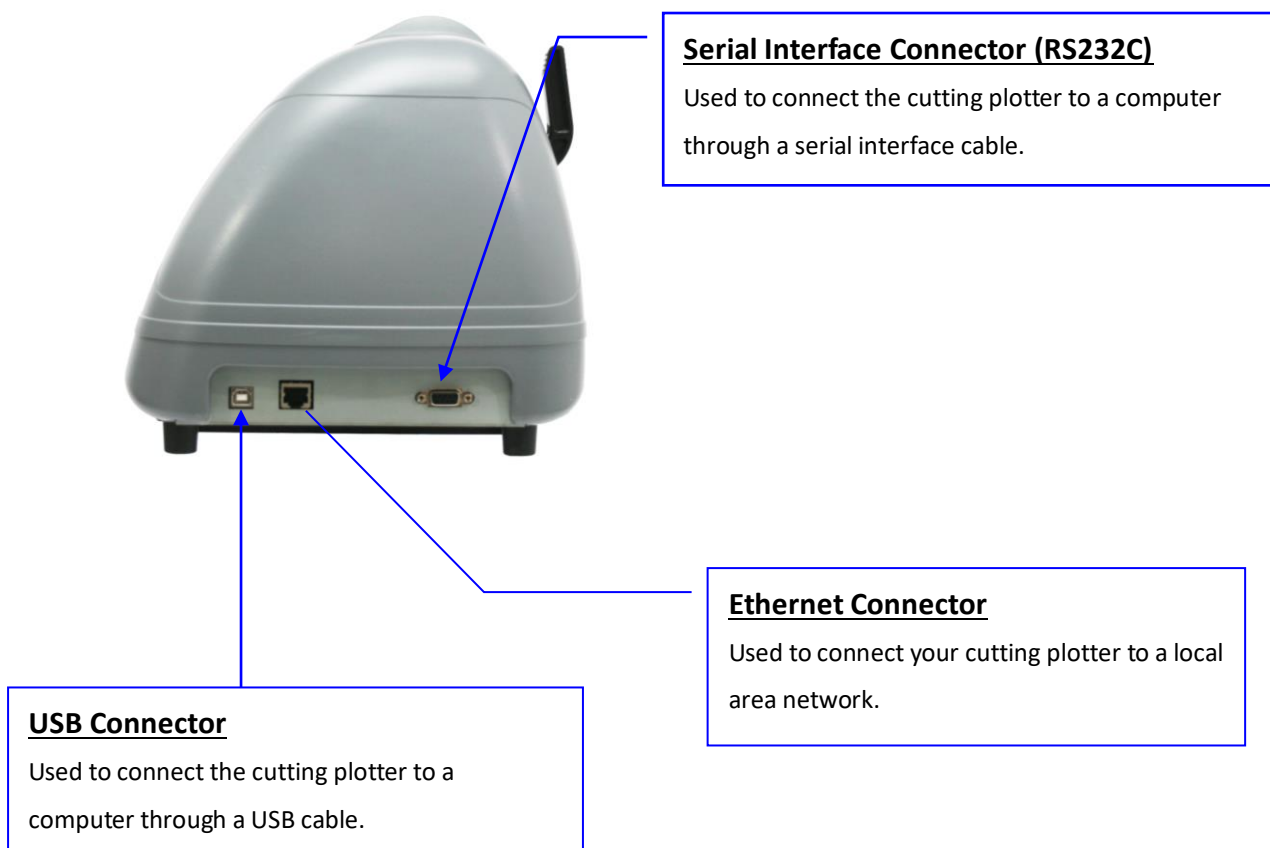 Serial Interface Connector (RS232C)
Used to connect the cutting plotter to a computer
through a serial interface cable.
Ethernet Connector
Used to connect your cutting plotter to a local
area network.
USB Connector
Used to connect the cutting plotter to a
computer through a USB cable.